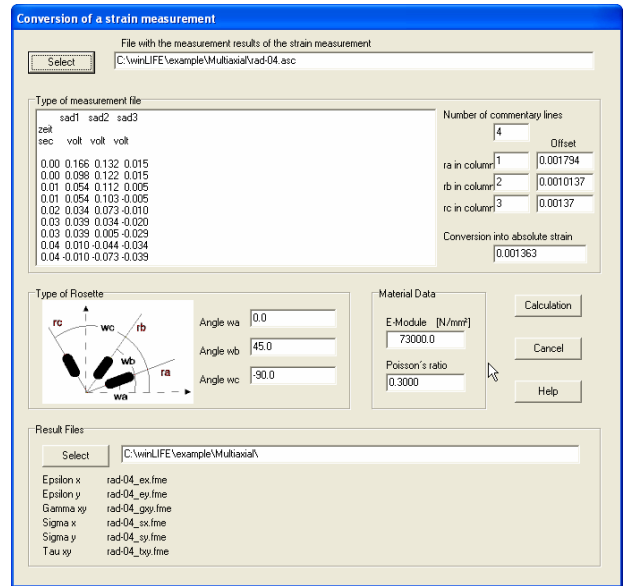 Conversion of a strain measurement
File with the measurement results of the strain measurement
Select C:\winLIFE\example\Multiaxial\rad-04.asc
Type of measurement file
sad1 sad2 sad3
zeit
sec volt volt volt
0.00 0.166 0.132 0.015
0.00 0.098 0.122 0.015
0.01 0.054 0.112 0.005
0.01 0.054 0.103 -0.005
0.02 0.034 0.073 -0.010
0.03 0.039 0.034 -0.020
0.03 0.039 0.005 -0.029
0.04 0.010 -0.044 -0.034
0.04 -0.010 -0.073 -0.039
Number of commentary lines
4
Offset
ra in column 1 0.001794
rb in column 2 0.0010137
rc in column 3 0.00137
Conversion into absolute strain
0.001363
Type of Rosette
rc wc rb
wb ra
wa
Angle wa 0.0
Angle wb 45.0
Angle wc -90.0
Material Data
E-Module [N/mm²]
73000.0
Poisson's ratio
0.3000
Calculation
Cancel
Help
Result Files
Select C:\winLIFE\example\Multiaxial\
Epsilon x rad-04_ex.fme
Epsilon y rad-04_ey.fme
Gamma xy rad-04_gxy.fme
Sigma x rad-04_sx.fme
Sigma y rad-04_sy.fme
Tau xy rad-04_txy.fme